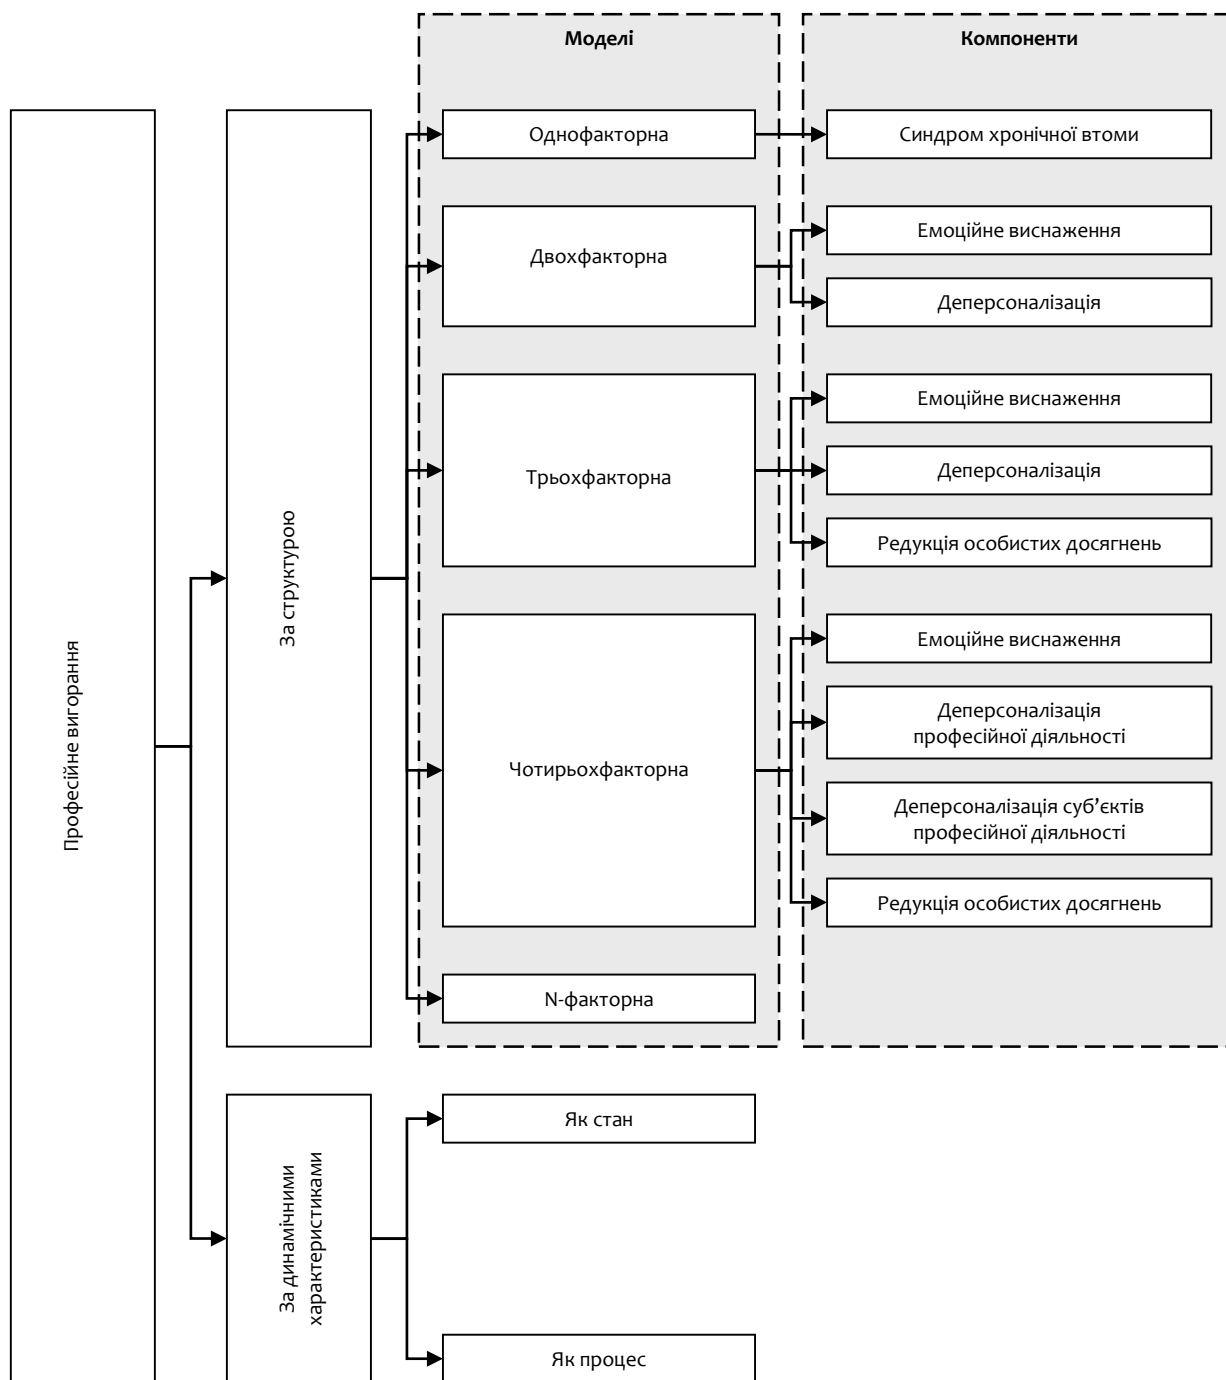 Моделі
Компоненти
Однофакторна
Синдром хронічної втоми
Двохфакторна
Емоційне виснаження
Деперсоналізація
Трьохфакторна
Емоційне виснаження
Деперсоналізація
Редукція особистих досягнень
За структурою
Професійне вигорання
Чотирьохфакторна
Емоційне виснаження
Деперсоналізація
професійної діяльності
Деперсоналізація суб’єктів
професійної діяльності
Редукція особистих досягнень
N-факторна
За динамічними
характеристиками
Як стан
Як процес